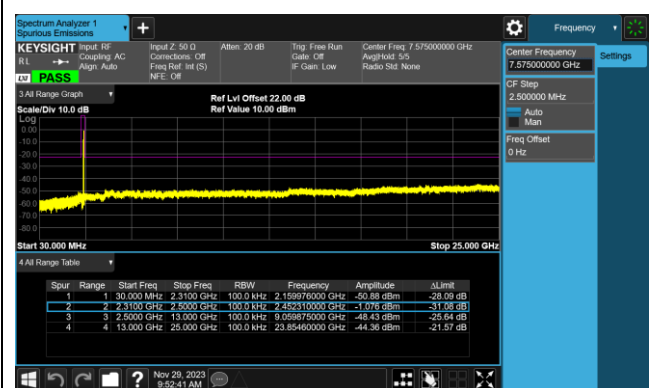 Spectrum Analyzer 1
Spurious Emissions
Frequency
KEYSIGHT Input: RF Input Z: 50 Ω Atten: 20 dB Trig: Free Run Center Freq: 7.575000000 GHz
RL Coupling: AC Corrections: Off Gate: Off Avg|Hold: 5/5
Align: Auto Freq Ref: Int (S) IF Gain: Low Radio Std: None
LXI PASS NFE: Off
Center Frequency
7.575000000 GHz
Settings
CF Step
2.500000 MHz
Auto
Man
Freq Offset
0 Hz
3 All Range Graph
Ref Lvl Offset 22.00 dB
Scale/Div 10.0 dB Ref Value 10.00 dBm
Log
0.00
-10.0
-20.0
-30.0
-40.0
-50.0
-60.0
-70.0
-80.0
Start 30.000 MHz Stop 25.000 GHz
4 All Range Table
Spur Range Start Freq Stop Freq RBW Frequency Amplitude ΔLimit
1 1 30.000 MHz 2.3100 GHz 100.0 kHz 2.159976000 GHz -50.88 dBm -28.09 dB
2 2 2.3100 GHz 2.5000 GHz 100.0 kHz 2.452310000 GHz -1.076 dBm -31.08 dB
3 3 2.5000 GHz 13.000 GHz 100.0 kHz 9.059875000 GHz -48.43 dBm -25.64 dB
4 4 13.000 GHz 25.000 GHz 100.0 kHz 23.85460000 GHz -44.36 dBm -21.57 dB
Nov 29, 2023
9:52:41 AM